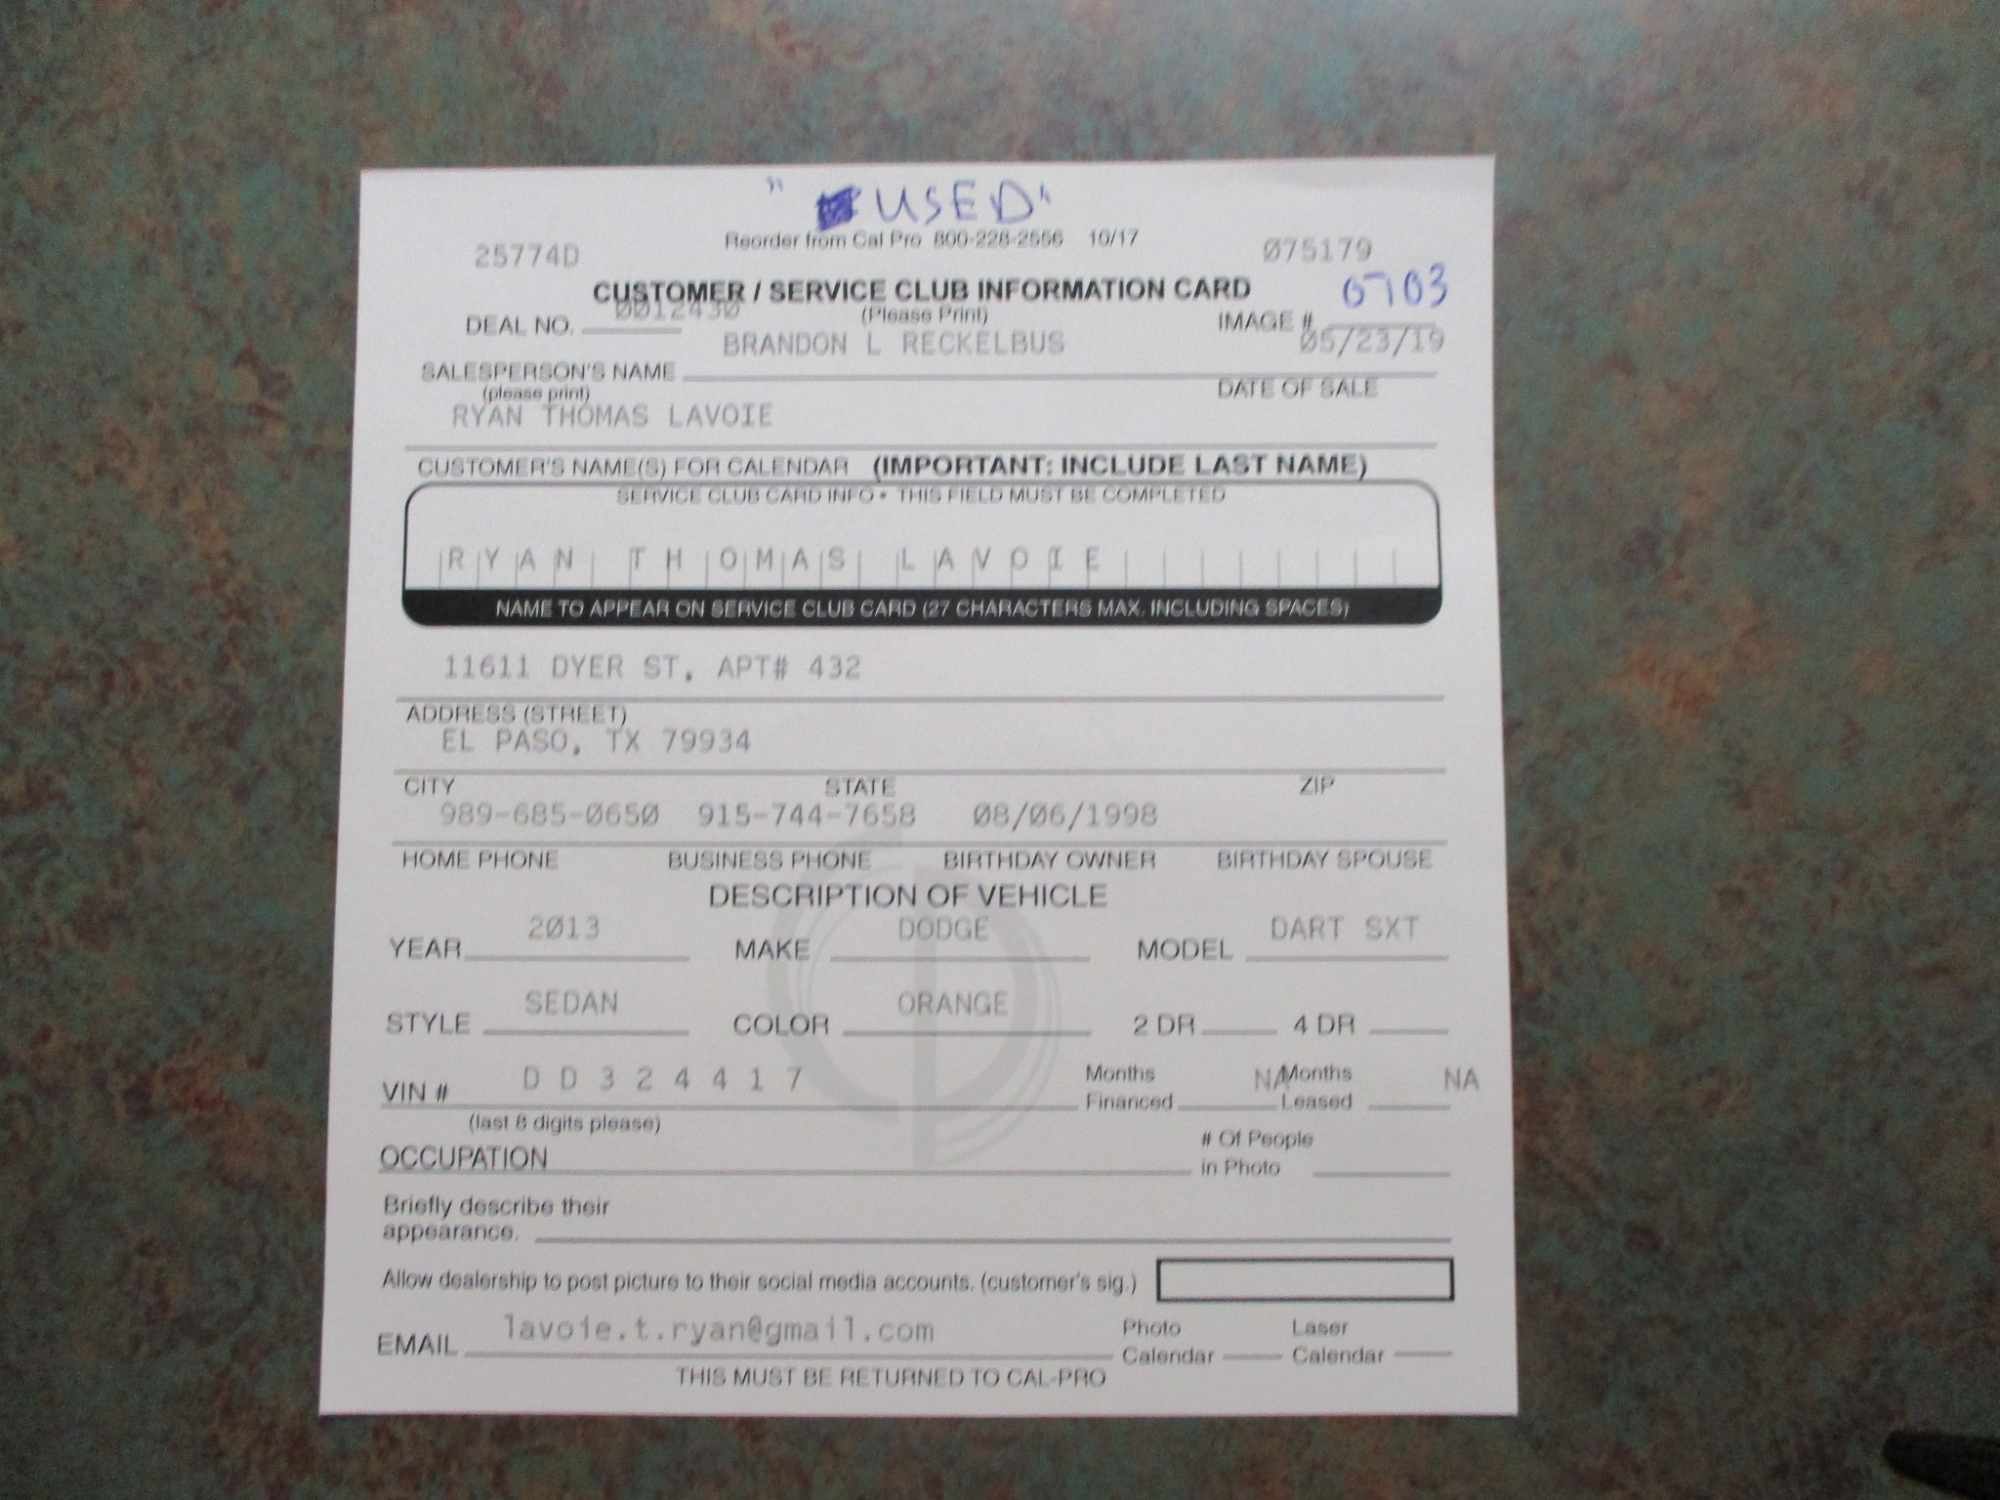 " USED"
Reorder from Cal Pro 800-228-2556 10/17
25774D 075179
CUSTOMER / SERVICE CLUB INFORMATION CARD 0703
DEAL NO. 0012430 (Please Print) IMAGE #
BRANDON L RECKELBUS 05/23/19
SALESPERSON'S NAME DATE OF SALE
(please print)
RYAN THOMAS LAVOIE
CUSTOMER'S NAME(S) FOR CALENDAR (IMPORTANT: INCLUDE LAST NAME)
SERVICE CLUB CARD INFO • THIS FIELD MUST BE COMPLETED
RYAN THOMAS LAVOIE
NAME TO APPEAR ON SERVICE CLUB CARD (27 CHARACTERS MAX. INCLUDING SPACES)
11611 DYER ST, APT# 432
ADDRESS (STREET)
EL PASO, TX 79934
CITY STATE ZIP
989-685-0650 915-744-7658 08/06/1998
HOME PHONE BUSINESS PHONE BIRTHDAY OWNER BIRTHDAY SPOUSE
DESCRIPTION OF VEHICLE
YEAR 2013 MAKE DODGE MODEL DART SXT
STYLE SEDAN COLOR ORANGE 2 DR 4 DR
VIN # D D 3 2 4 4 1 7 Months Financed NA Months Leased NA
(last 8 digits please)
OCCUPATION # Of People in Photo
Briefly describe their
appearance.
Allow dealership to post picture to their social media accounts. (customer's sig.)
EMAIL lavoie.t.ryan@gmail.com Photo Calendar Laser Calendar
THIS MUST BE RETURNED TO CAL-PRO